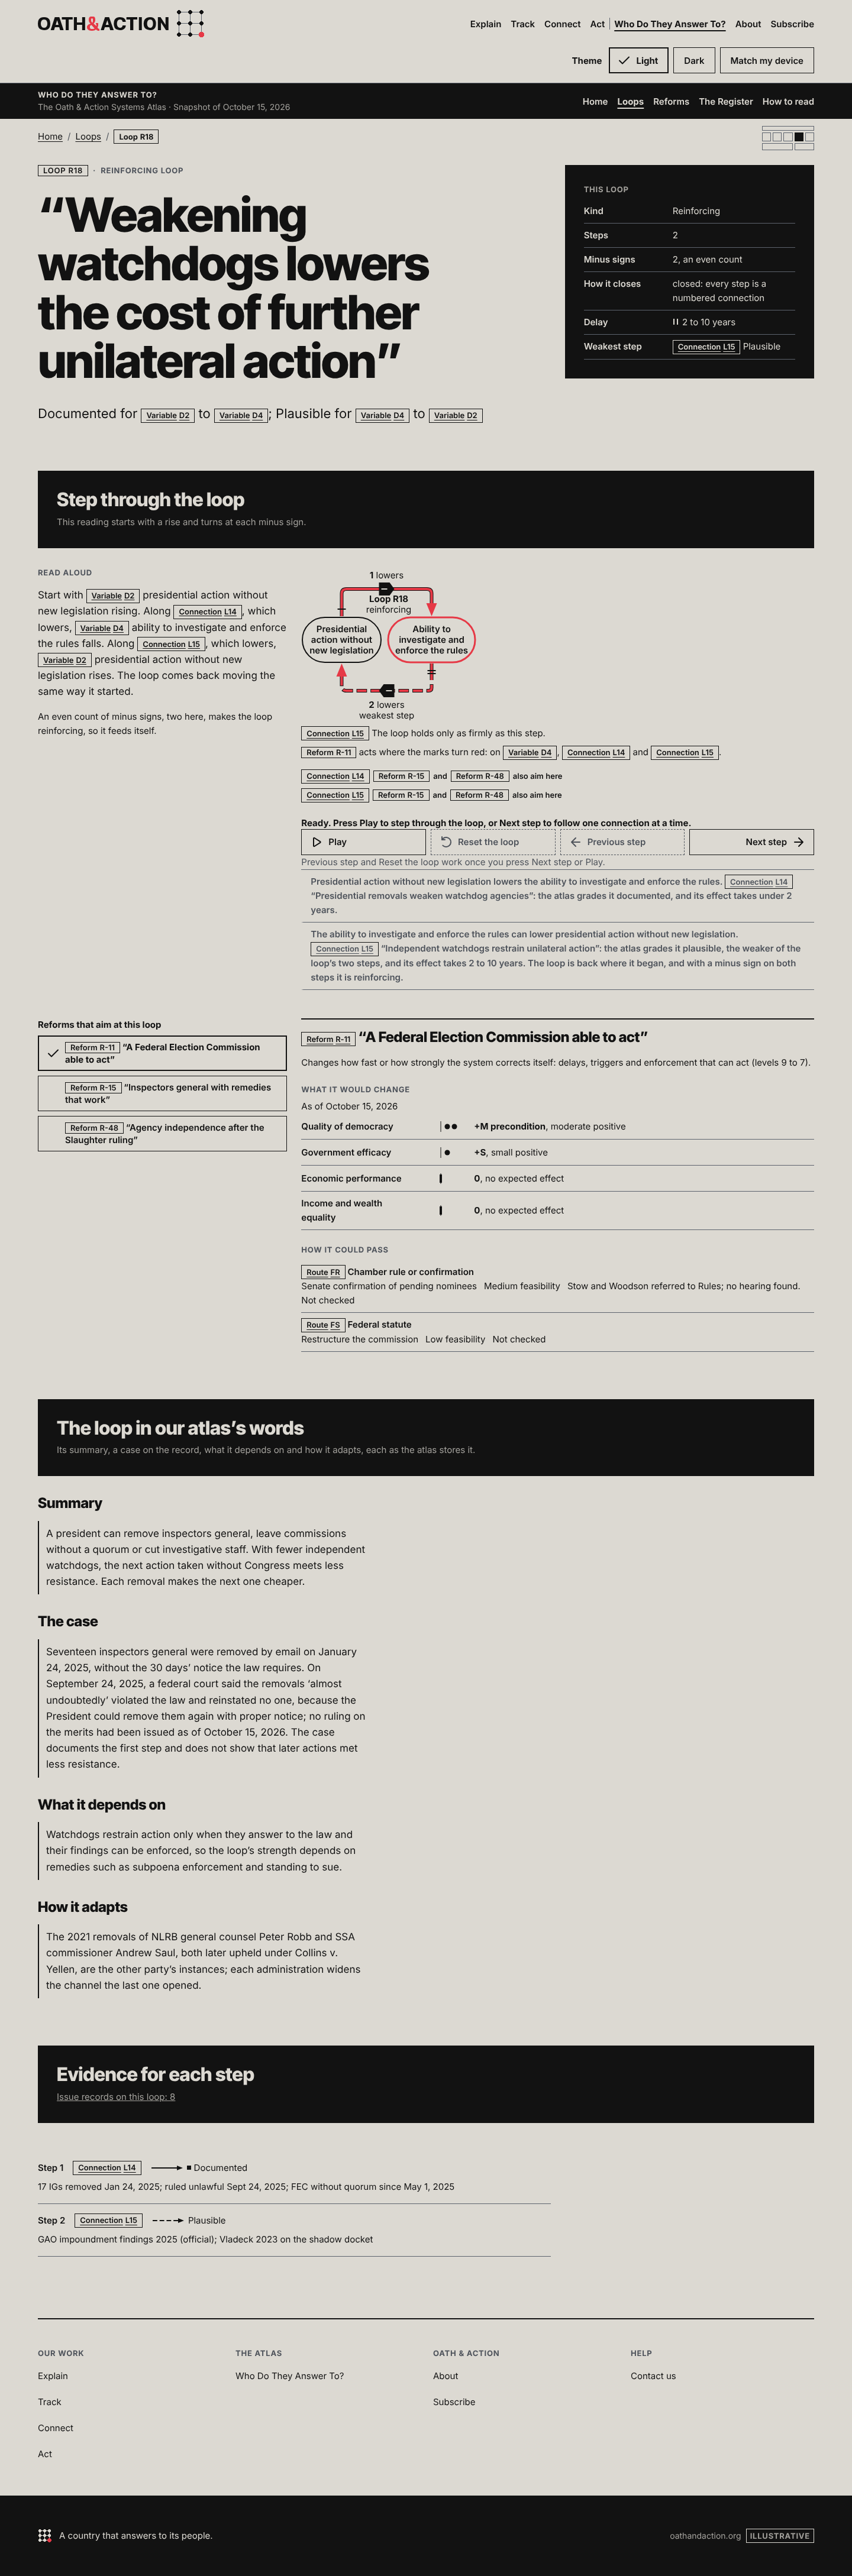 OATH&ACTION
Explain Track Connect Act Who Do They Answer To? About Subscribe
Theme Light Dark Match my device
WHO DO THEY ANSWER TO?
The Oath & Action Systems Atlas · Snapshot of October 15, 2026
Home Loops Reforms The Register How to read
Home / Loops / Loop R18
LOOP R18 · REINFORCING LOOP
“Weakening
watchdogs lowers
the cost of further
unilateral action”
Documented for Variable D2 to Variable D4; Plausible for Variable D4 to Variable D2
THIS LOOP
Kind Reinforcing
Steps 2
Minus signs 2, an even count
How it closes closed: every step is a
numbered connection
Delay 2 to 10 years
Weakest step Connection L15 Plausible
Step through the loop
This reading starts with a rise and turns at each minus sign.
READ ALOUD
Start with Variable D2 presidential action without
new legislation rising. Along Connection L14, which
lowers, Variable D4 ability to investigate and enforce
the rules falls. Along Connection L15, which lowers,
Variable D2 presidential action without new
legislation rises. The loop comes back moving the
same way it started.
An even count of minus signs, two here, makes the loop
reinforcing, so it feeds itself.
1 lowers
Loop R18
reinforcing
Presidential
action without
new legislation
Ability to
investigate and
enforce the rules
2 lowers
weakest step
Connection L15 The loop holds only as firmly as this step.
Reform R-11 acts where the marks turn red: on Variable D4, Connection L14 and Connection L15.
Connection L14 Reform R-15 and Reform R-48 also aim here
Connection L15 Reform R-15 and Reform R-48 also aim here
Ready. Press Play to step through the loop, or Next step to follow one connection at a time.
Play Reset the loop Previous step Next step
Previous step and Reset the loop work once you press Next step or Play.
Presidential action without new legislation lowers the ability to investigate and enforce the rules. Connection L14
“Presidential removals weaken watchdog agencies”: the atlas grades it documented, and its effect takes under 2
years.
The ability to investigate and enforce the rules can lower presidential action without new legislation.
Connection L15 “Independent watchdogs restrain unilateral action”: the atlas grades it plausible, the weaker of the
loop’s two steps, and its effect takes 2 to 10 years. The loop is back where it began, and with a minus sign on both
steps it is reinforcing.
Reforms that aim at this loop
Reform R-11 “A Federal Election Commission
able to act”
Reform R-15 “Inspectors general with remedies
that work”
Reform R-48 “Agency independence after the
Slaughter ruling”
Reform R-11 “A Federal Election Commission able to act”
Changes how fast or how strongly the system corrects itself: delays, triggers and enforcement that can act (levels 9 to 7).
WHAT IT WOULD CHANGE
As of October 15, 2026
Quality of democracy +M precondition, moderate positive
Government efficacy +S, small positive
Economic performance 0, no expected effect
Income and wealth
equality 0, no expected effect
HOW IT COULD PASS
Route FR Chamber rule or confirmation
Senate confirmation of pending nominees Medium feasibility Stow and Woodson referred to Rules; no hearing found.
Not checked
Route FS Federal statute
Restructure the commission Low feasibility Not checked
The loop in our atlas’s words
Its summary, a case on the record, what it depends on and how it adapts, each as the atlas stores it.
Summary
A president can remove inspectors general, leave commissions
without a quorum or cut investigative staff. With fewer independent
watchdogs, the next action taken without Congress meets less
resistance. Each removal makes the next one cheaper.
The case
Seventeen inspectors general were removed by email on January
24, 2025, without the 30 days’ notice the law requires. On
September 24, 2025, a federal court said the removals ‘almost
undoubtedly’ violated the law and reinstated no one, because the
President could remove them again with proper notice; no ruling on
the merits had been issued as of October 15, 2026. The case
documents the first step and does not show that later actions met
less resistance.
What it depends on
Watchdogs restrain action only when they answer to the law and
their findings can be enforced, so the loop’s strength depends on
remedies such as subpoena enforcement and standing to sue.
How it adapts
The 2021 removals of NLRB general counsel Peter Robb and SSA
commissioner Andrew Saul, both later upheld under Collins v.
Yellen, are the other party’s instances; each administration widens
the channel the last one opened.
Evidence for each step
Issue records on this loop: 8
Step 1 Connection L14 Documented
17 IGs removed Jan 24, 2025; ruled unlawful Sept 24, 2025; FEC without quorum since May 1, 2025
Step 2 Connection L15 Plausible
GAO impoundment findings 2025 (official); Vladeck 2023 on the shadow docket
OUR WORK THE ATLAS OATH & ACTION HELP
Explain Who Do They Answer To? About Contact us
Track Subscribe
Connect
Act
A country that answers to its people.
oathandaction.org ILLUSTRATIVE